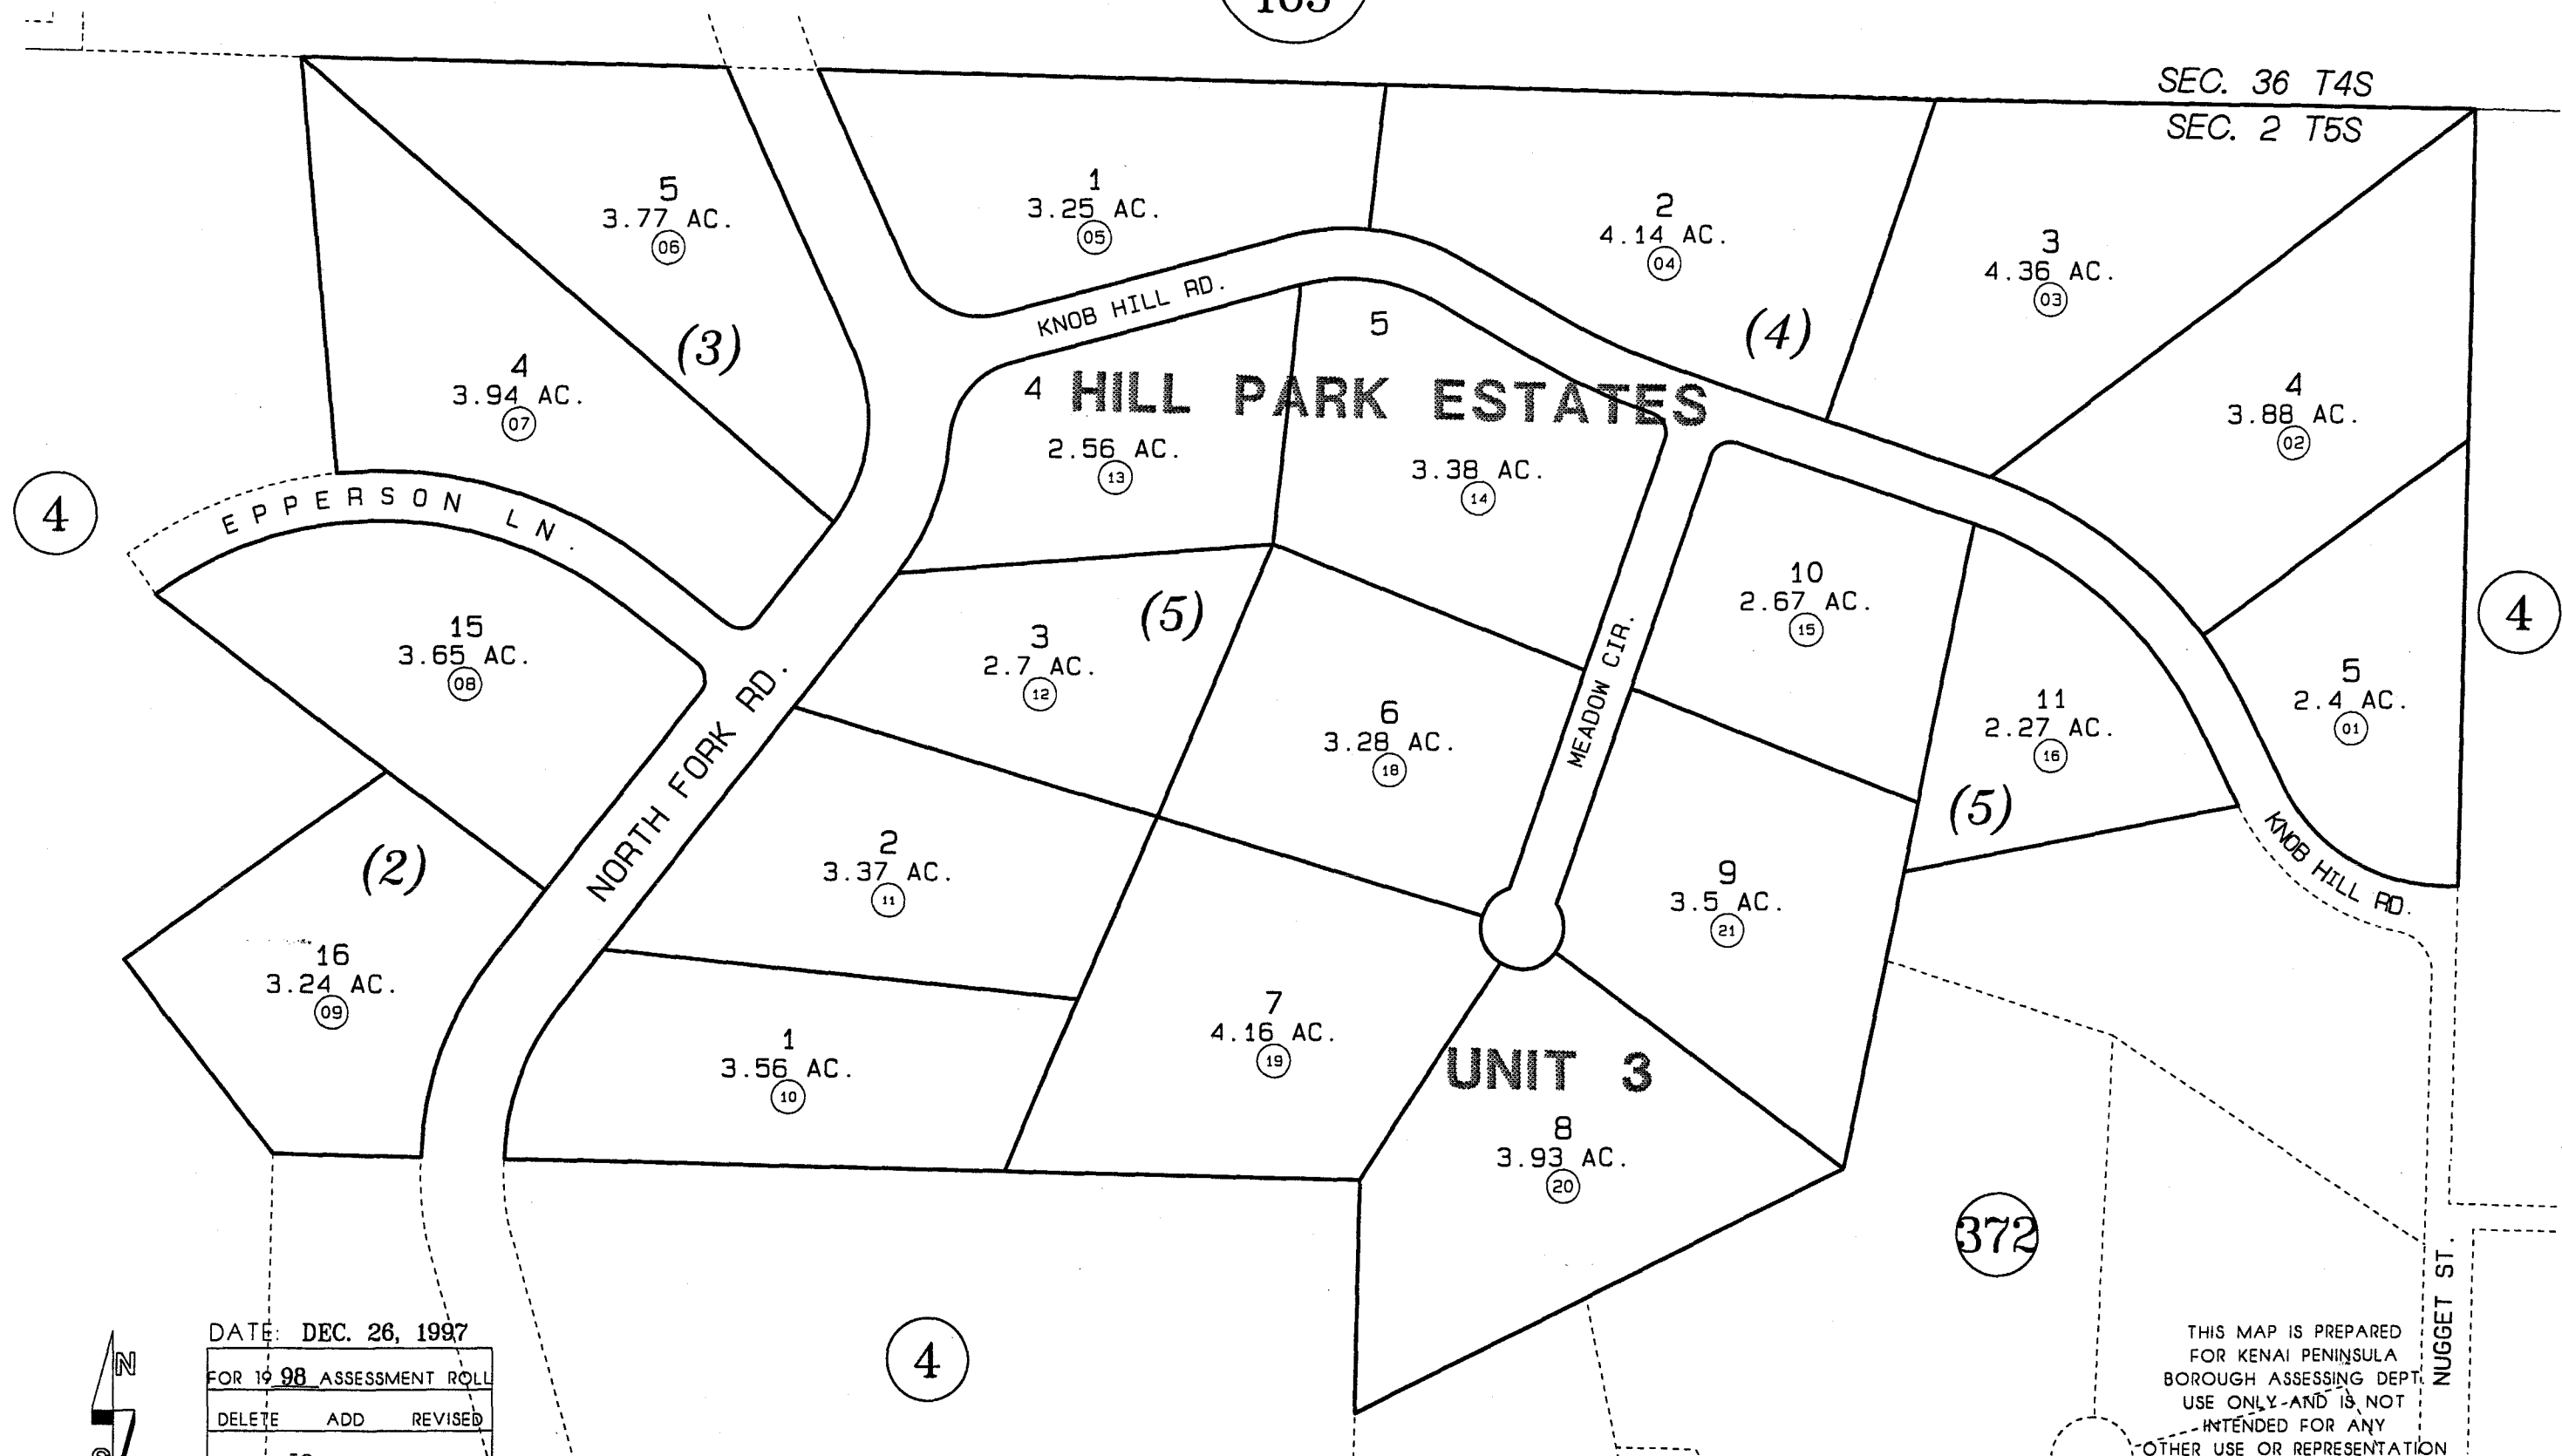 163
SEC. 36 T4S
SEC. 2 T5S
5
3.77 AC.
06
1
3.25 AC.
05
2
4.14 AC.
04
3
4.36 AC.
03
(3)
KNOB HILL RD.
5
(4)
4
3.94 AC.
07
4
HILL PARK ESTATES
4
3.88 AC.
02
2.56 AC.
13
3.38 AC.
14
4
EPPERSON LN.
10
2.67 AC.
15
4
15
3.65 AC.
08
3
2.7 AC.
12
(5)
MEADOW CIR.
5
2.4 AC.
01
6
3.28 AC.
18
11
2.27 AC.
16
NORTH FORK RD.
(5)
KNOB HILL RD.
(2)
2
3.37 AC.
11
9
3.5 AC.
21
16
3.24 AC.
09
1
3.56 AC.
10
7
4.16 AC.
19
UNIT 3
8
3.93 AC.
20
372
NUGGET ST.
4
N
DATE: DEC. 26, 1997
FOR 19 98 ASSESSMENT ROLL
DELETE ADD REVISED
THIS MAP IS PREPARED
FOR KENAI PENINSULA
BOROUGH ASSESSING DEPT.
USE ONLY AND IS NOT
INTENDED FOR ANY
OTHER USE OR REPRESENTATION